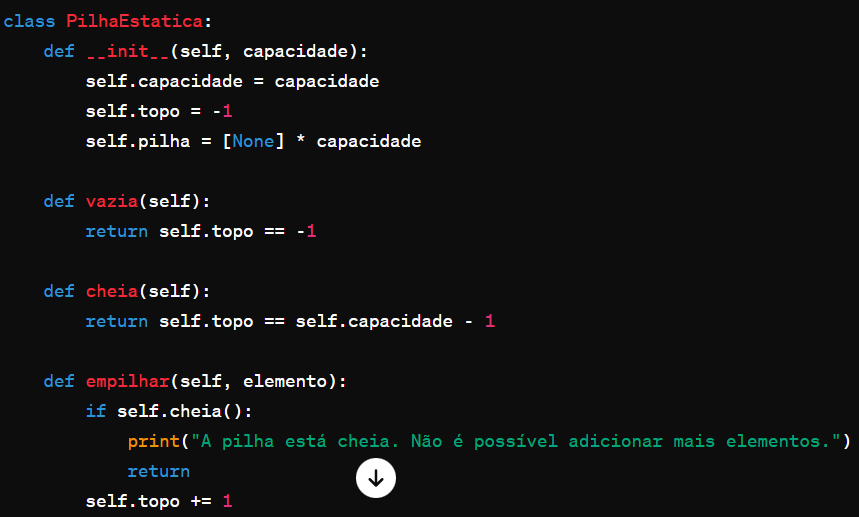 class PilhaEstatica:
    def __init__(self, capacidade):
        self.capacidade = capacidade
        self.topo = -1
        self.pilha = [None] * capacidade

    def vazia(self):
        return self.topo == -1

    def cheia(self):
        return self.topo == self.capacidade - 1

    def empilhar(self, elemento):
        if self.cheia():
            print("A pilha está cheia. Não é possível adicionar mais elementos.")
            return
        self.topo += 1